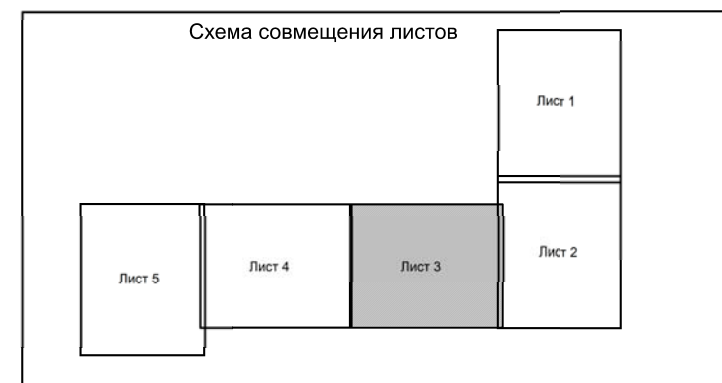 Схема совмещения листов
Лист 1
Лист 2
Лист 3
Лист 4
Лист 5